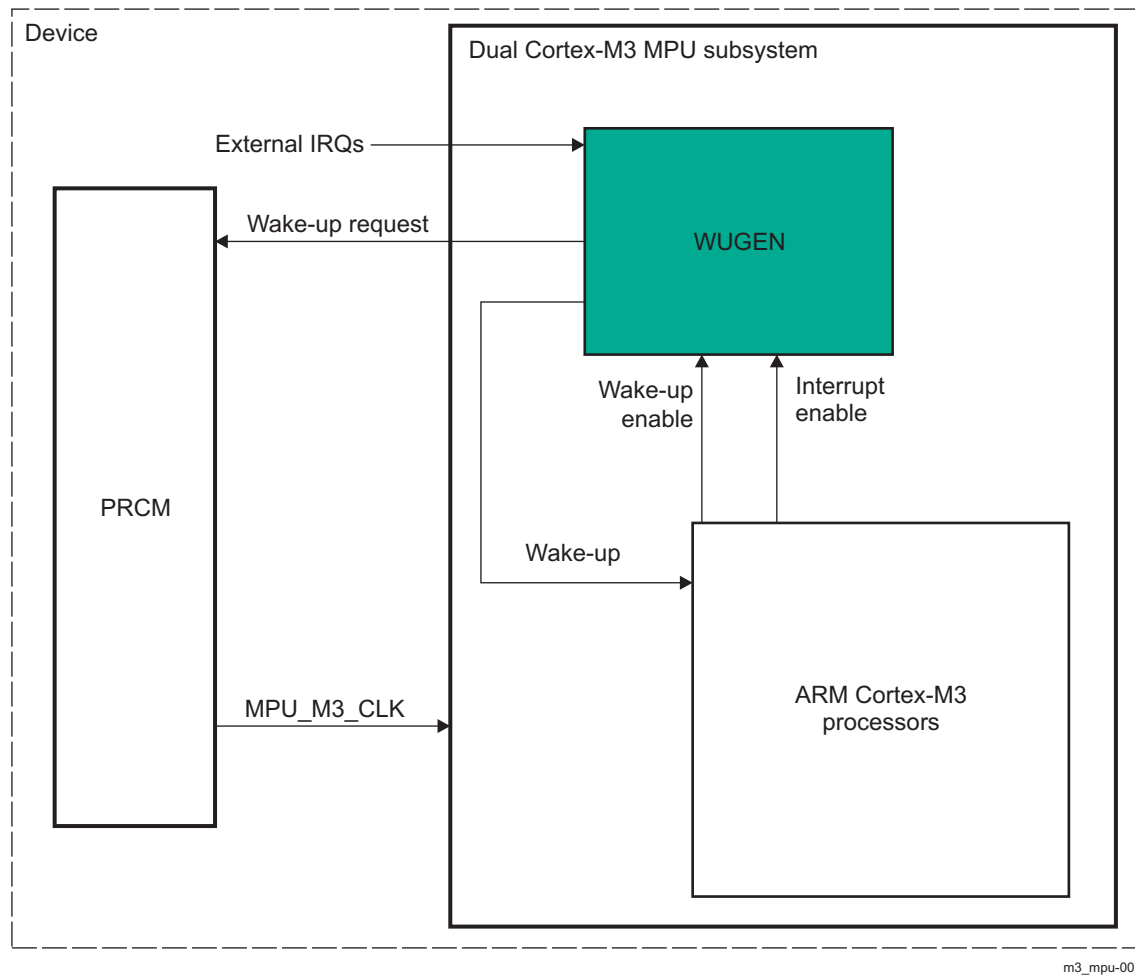 Device
Dual Cortex-M3 MPU subsystem
External IRQs
Wake-up request
WUGEN
Wake-up
enable
Interrupt
enable
PRCM
Wake-up
MPU_M3_CLK
ARM Cortex-M3
processors
m3_mpu-00